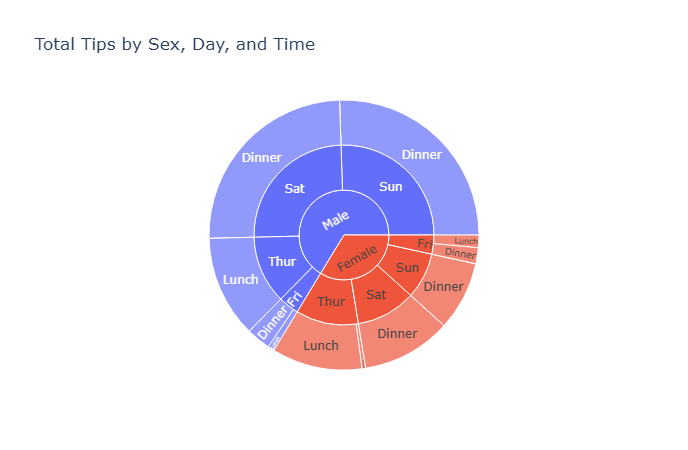 Total Tips by Sex, Day, and Time
Dinner
Dinner
Sat
Sun
Male
Female
Fri
Lunch
Dinner
Thur
Sun
Lunch
Dinner
Sat
Fri
Thur
Dinner
Dinner
Lunch